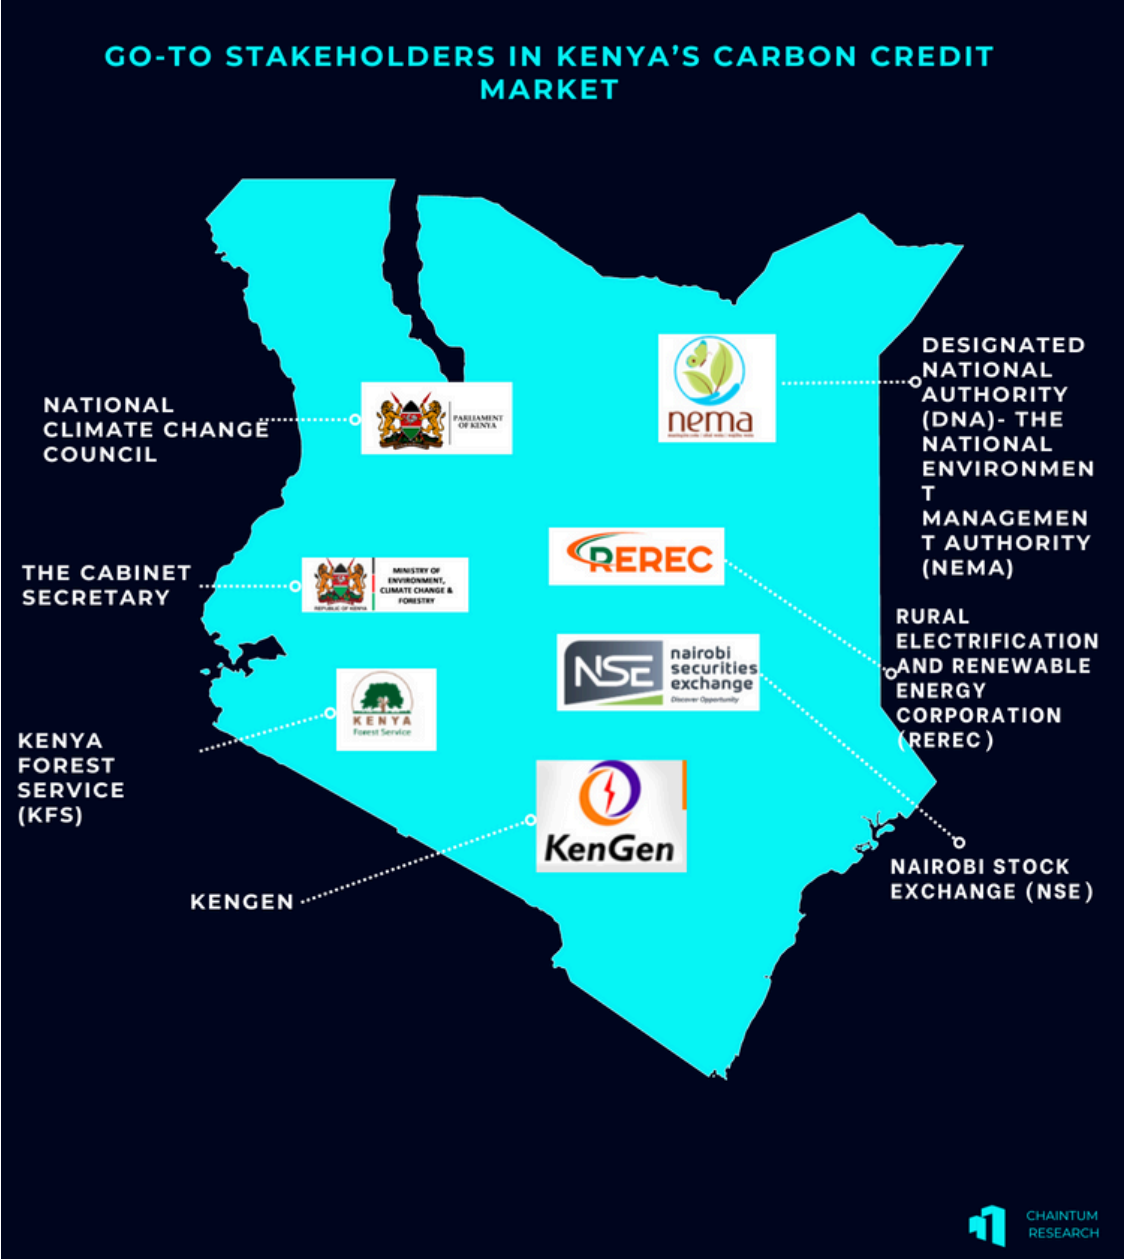 GO-TO STAKEHOLDERS IN KENYA'S CARBON CREDIT
MARKET
NATIONAL
CLIMATE CHANGE
COUNCIL
PARLIAMENT
OF KENYA
nema
DESIGNATED
NATIONAL
AUTHORITY
(DNA)- THE
NATIONAL
ENVIRONMEN
T
MANAGEMEN
T AUTHORITY
(NEMA)
THE CABINET
SECRETARY
REPUBLIC OF KENYA
MINISTRY OF
ENVIRONMENT,
CLIMATE CHANGE &
FORESTRY
REREC
RURAL
ELECTRIFICATION
AND RENEWABLE
ENERGY
CORPORATION
(REREC)
NSE
nairobi
securities
exchange
Discover Opportunity
KENYA
Forest Service
KENYA
FOREST
SERVICE
(KFS)
KenGen
KENGEN
NAIROBI STOCK
EXCHANGE (NSE)
CHAINTUM
RESEARCH